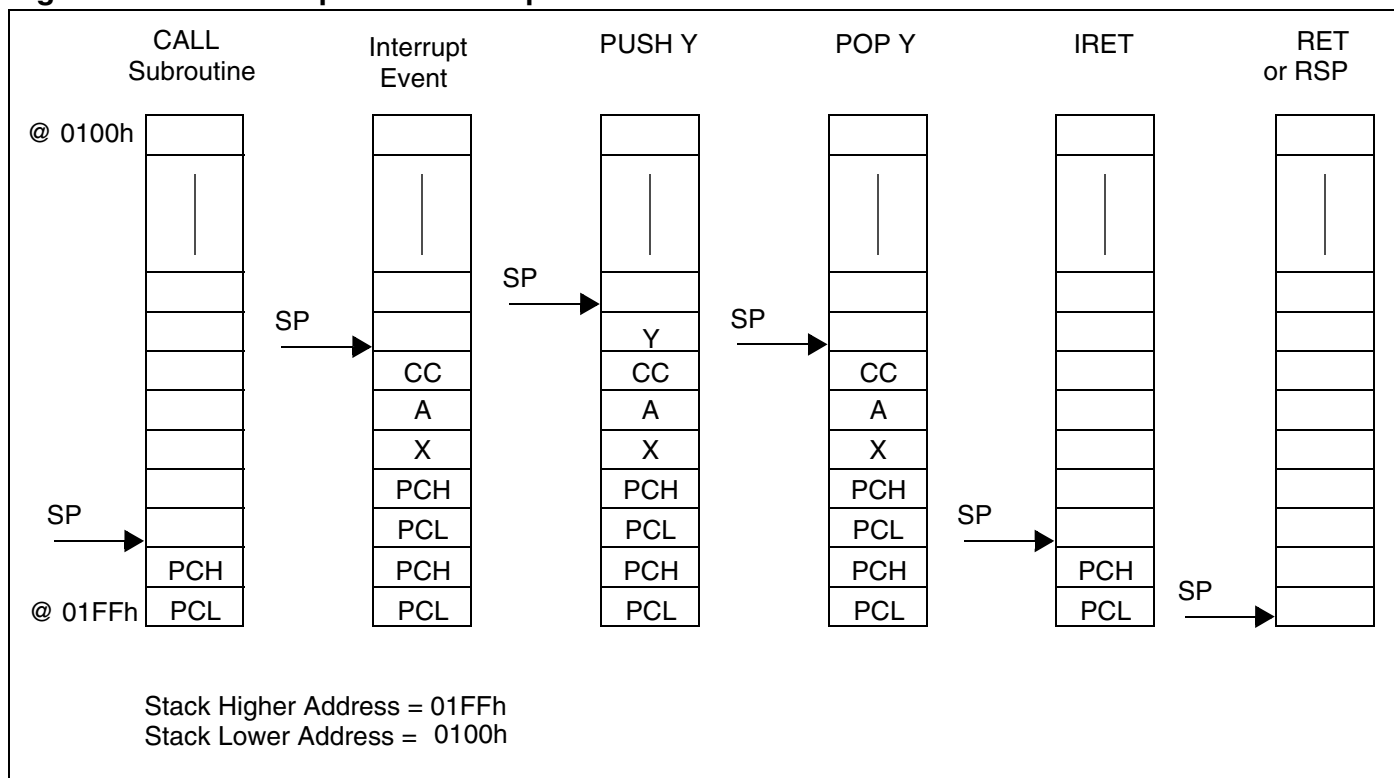 CALL
Subroutine
Interrupt
Event
PUSH Y
POP Y
IRET
RET
or RSP
@ 0100h
SP
SP
SP
SP
SP
SP
Y
CC
CC
CC
A
A
A
X
X
X
PCH
PCH
PCH
PCL
PCL
PCL
PCH
PCH
PCH
PCH
PCH
@ 01FFh
PCL
PCL
PCL
PCL
PCL
Stack Higher Address = 01FFh
Stack Lower Address = 0100h